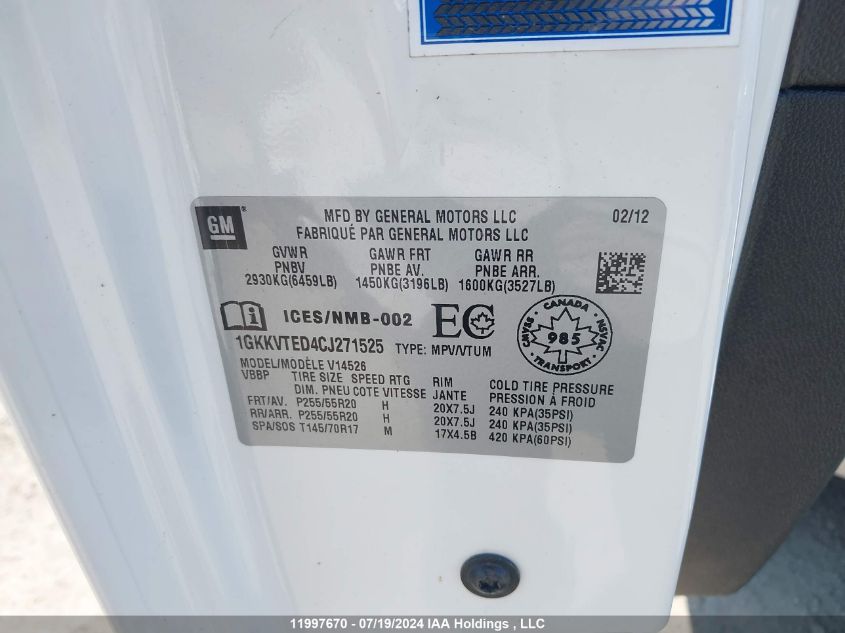 GM
MFD BY GENERAL MOTORS LLC 02/12
FABRIQUÉ PAR GENERAL MOTORS LLC
GVWR GAWR FRT GAWR RR
PNBV PNBE AV. PNBE ARR.
2930KG(6459LB) 1450KG(3196LB) 1600KG(3527LB)
ICES/NMB-002 EC
CANADA
985
TRANSPORT
1GKKVTED4CJ271525 TYPE: MPV/VTUM
MODEL/MODÈLE V14526
VBBP TIRE SIZE SPEED RTG RIM COLD TIRE PRESSURE
DIM. PNEU COTE VITESSE JANTE PRESSION À FROID
FRT/AV. P255/55R20 H 20X7.5J 240 KPA(35PSI)
RR/ARR. P255/55R20 H 20X7.5J 240 KPA(35PSI)
SPA/SOS T145/70R17 M 17X4.5B 420 KPA(60PSI)
11997670 - 07/19/2024 IAA Holdings , LLC